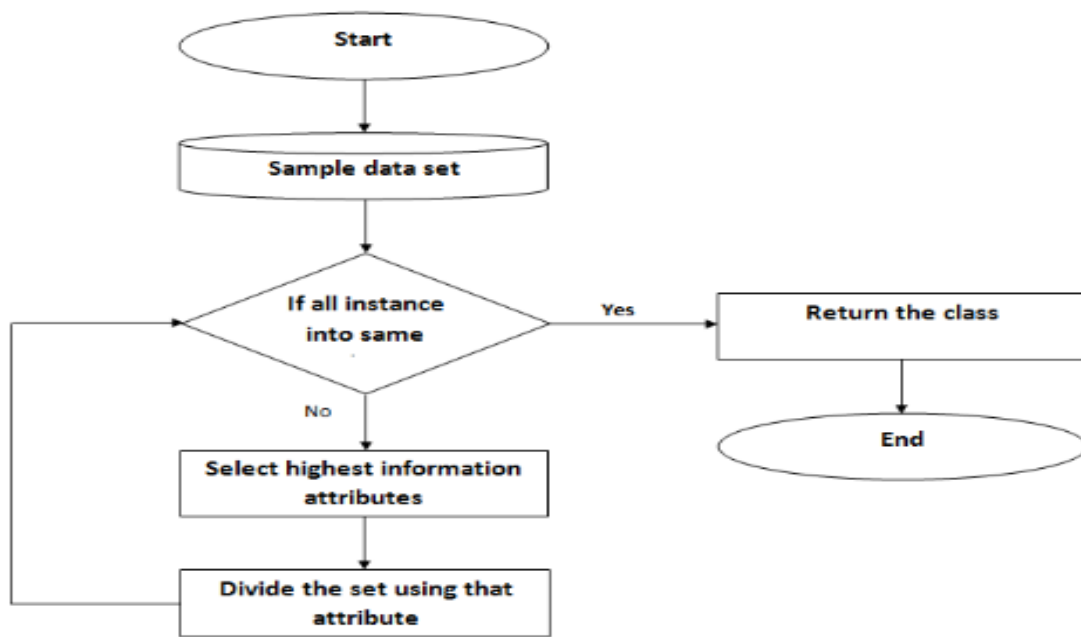 Start
Sample data set
If all instance
into same
Yes
Return the class
No
End
Select highest information
attributes
Divide the set using that
attribute